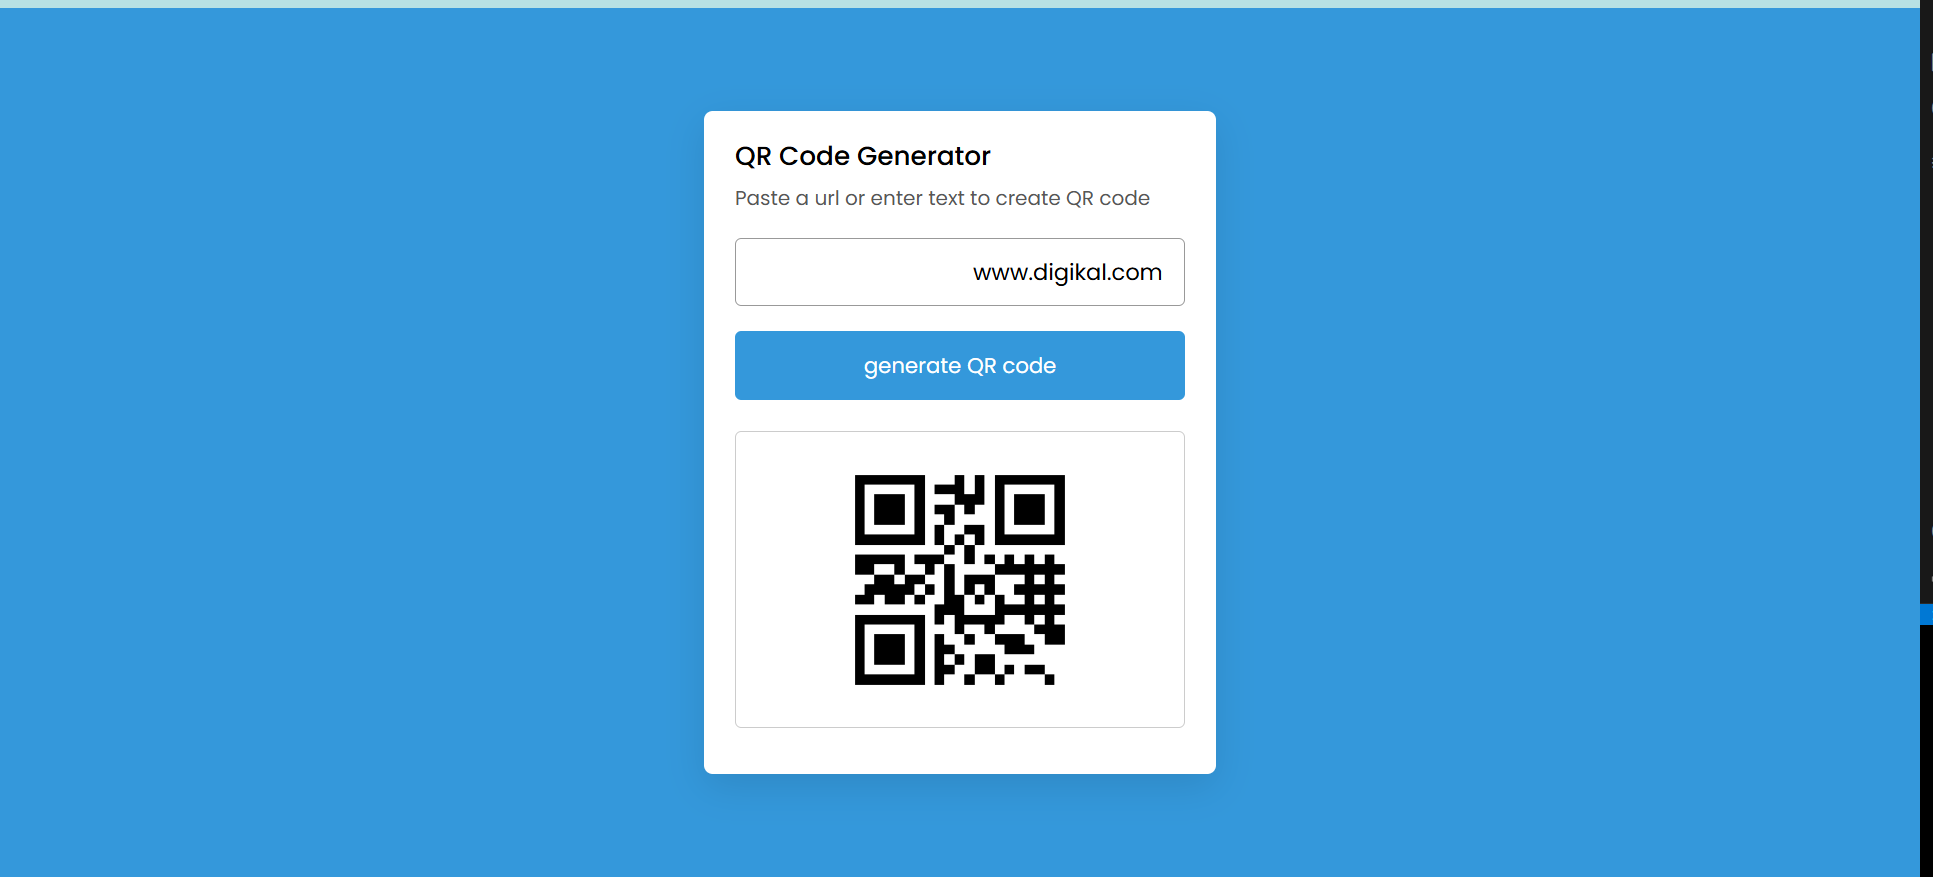 QR Code Generator
Paste a url or enter text to create QR code
www.digikal.com
generate QR code